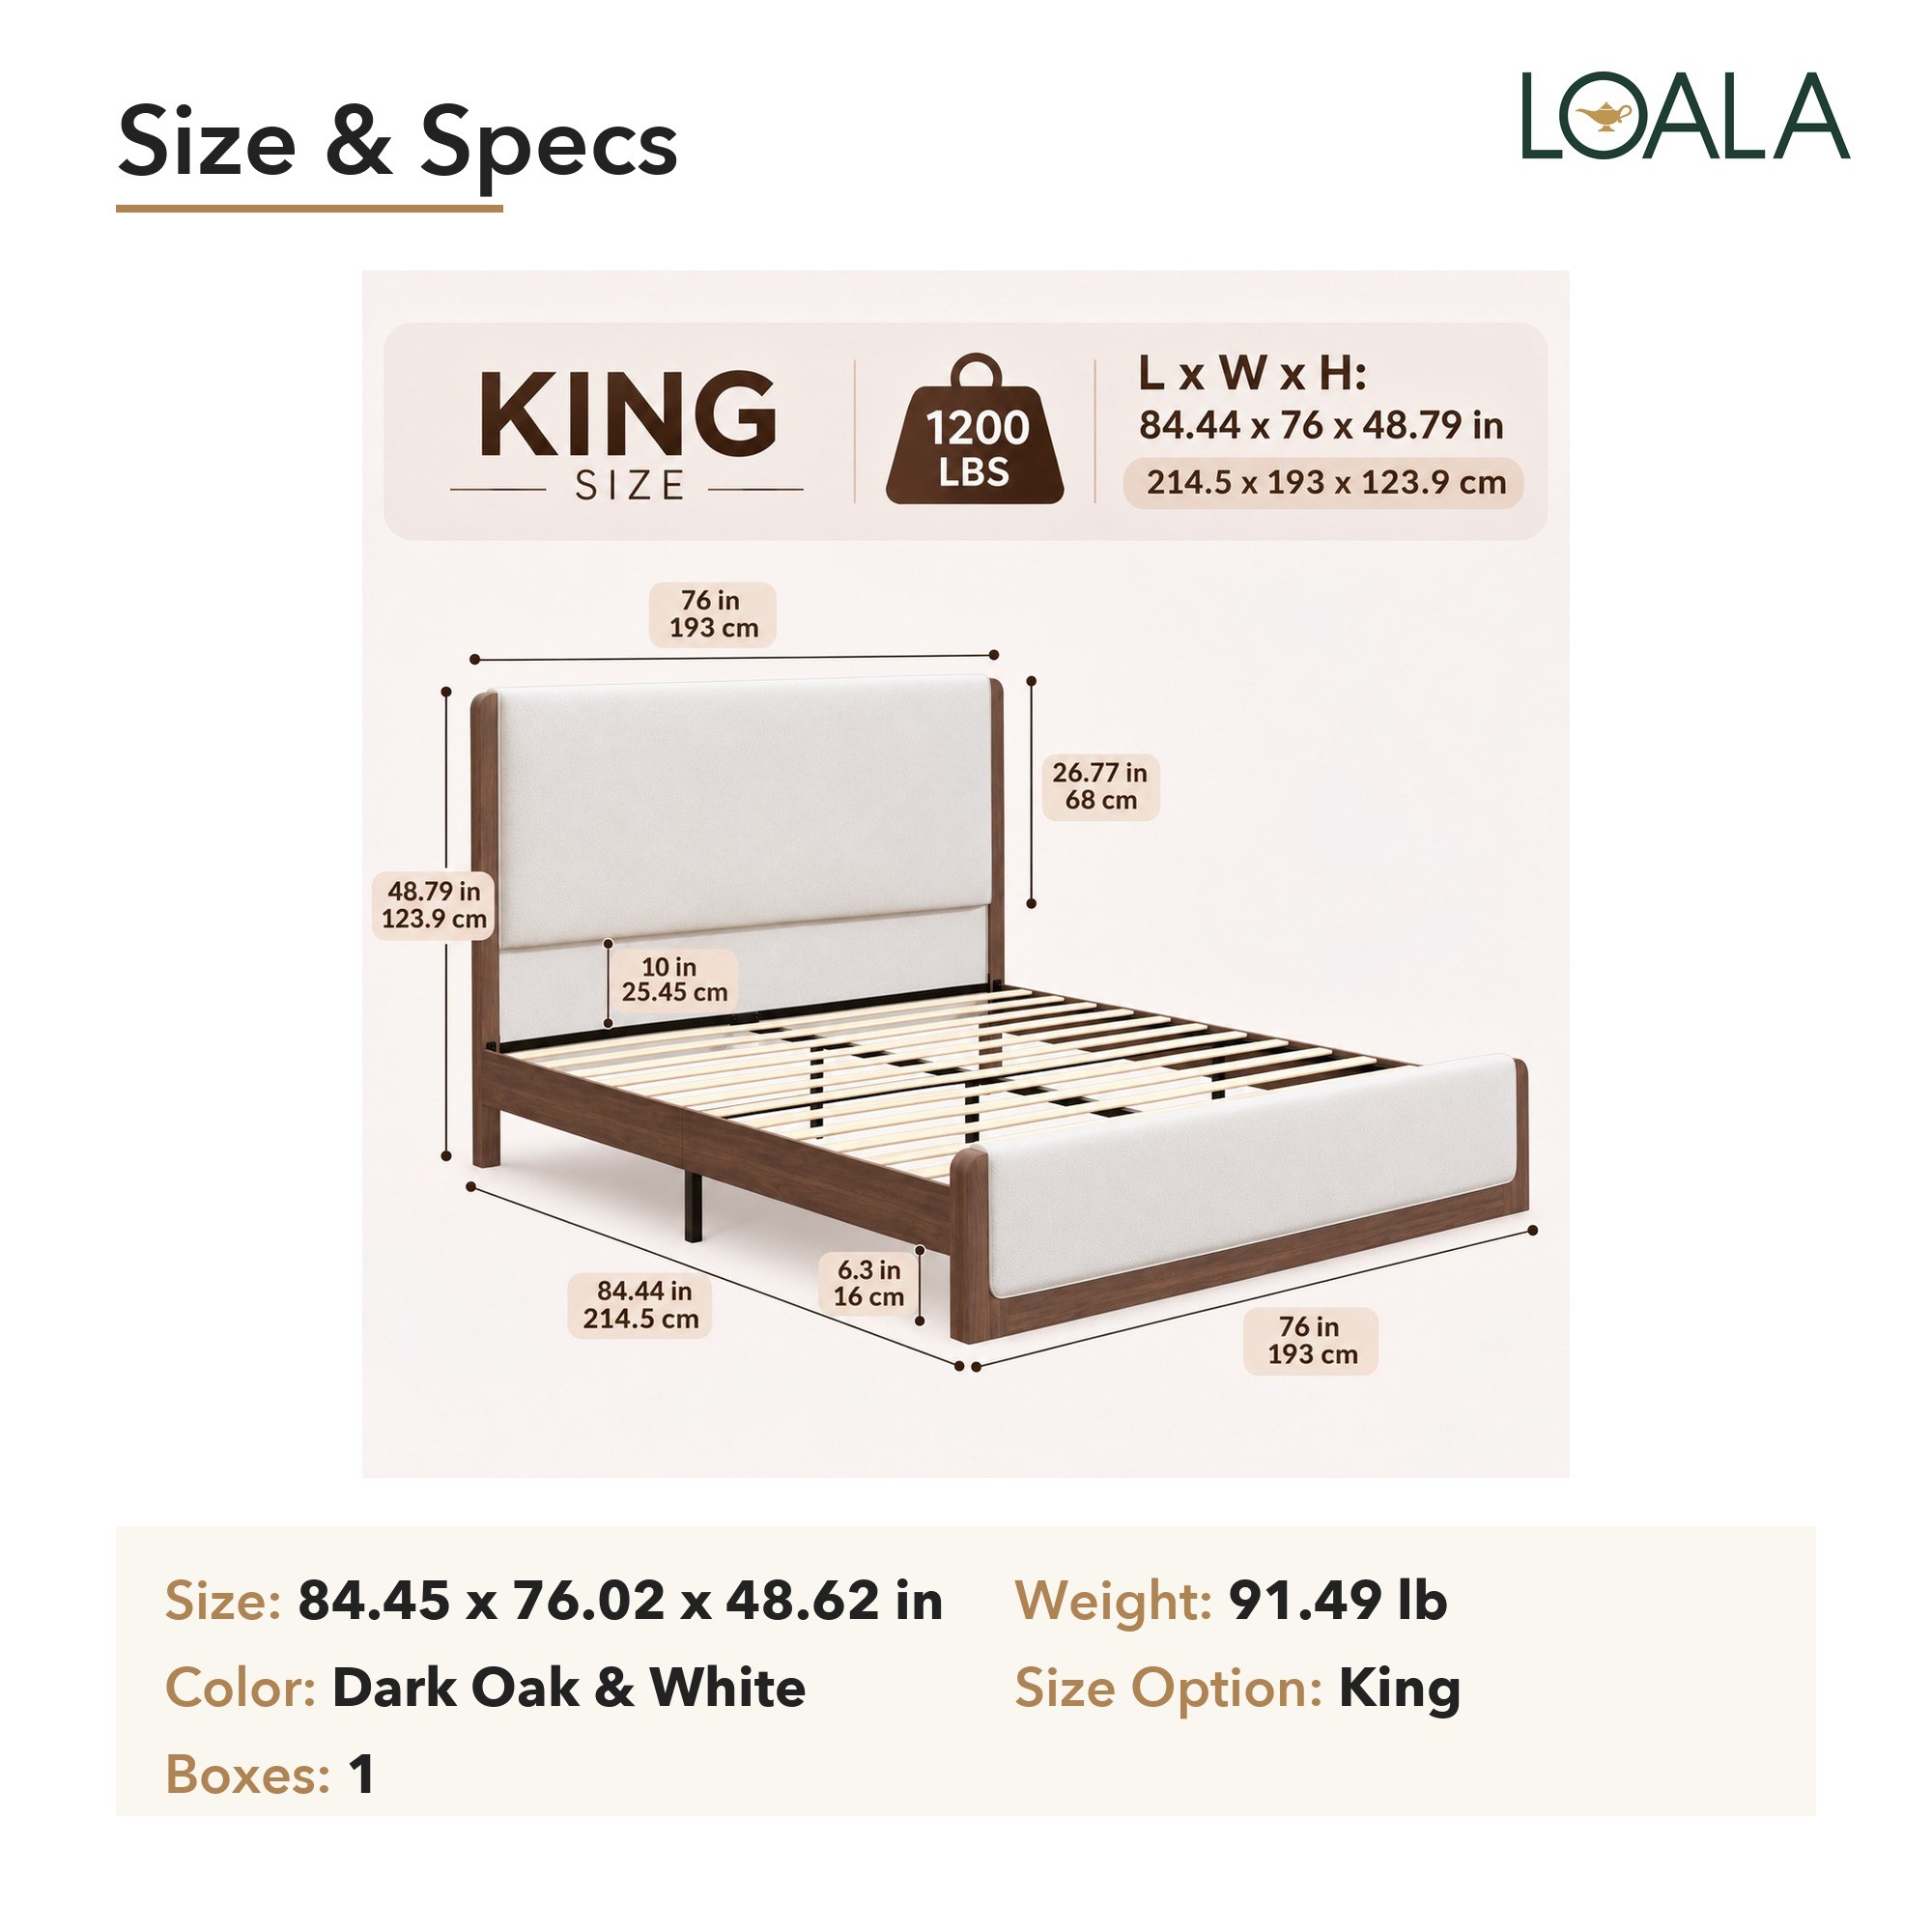 Size & Specs
LOALA
KING
SIZE
1200
LBS
L x W x H:
84.44 x 76 x 48.79 in
214.5 x 193 x 123.9 cm
76 in
193 cm
26.77 in
68 cm
48.79 in
123.9 cm
10 in
25.45 cm
6.3 in
16 cm
84.44 in
214.5 cm
76 in
193 cm
Size: 84.45 x 76.02 x 48.62 in
Weight: 91.49 lb
Color: Dark Oak & White
Size Option: King
Boxes: 1